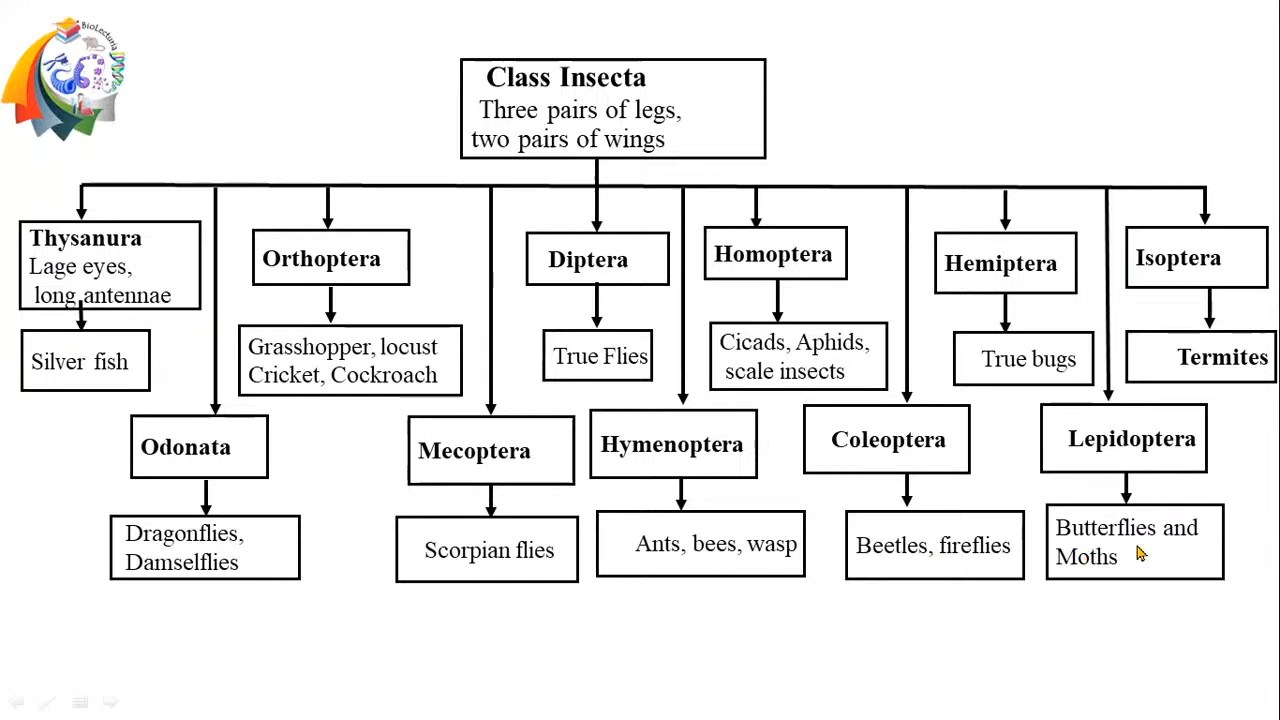 BioLecturia
Class Insecta
Three pairs of legs,
two pairs of wings
Thysanura
Lage eyes,
long antennae
Silver fish
Orthoptera
Grasshopper, locust
Cricket, Cockroach
Diptera
True Flies
Homoptera
Cicads, Aphids,
scale insects
Hemiptera
True bugs
Isoptera
Termites
Odonata
Dragonflies,
Damselflies
Mecoptera
Scorpian flies
Hymenoptera
Ants, bees, wasp
Coleoptera
Beetles, fireflies
Lepidoptera
Butterflies and
Moths